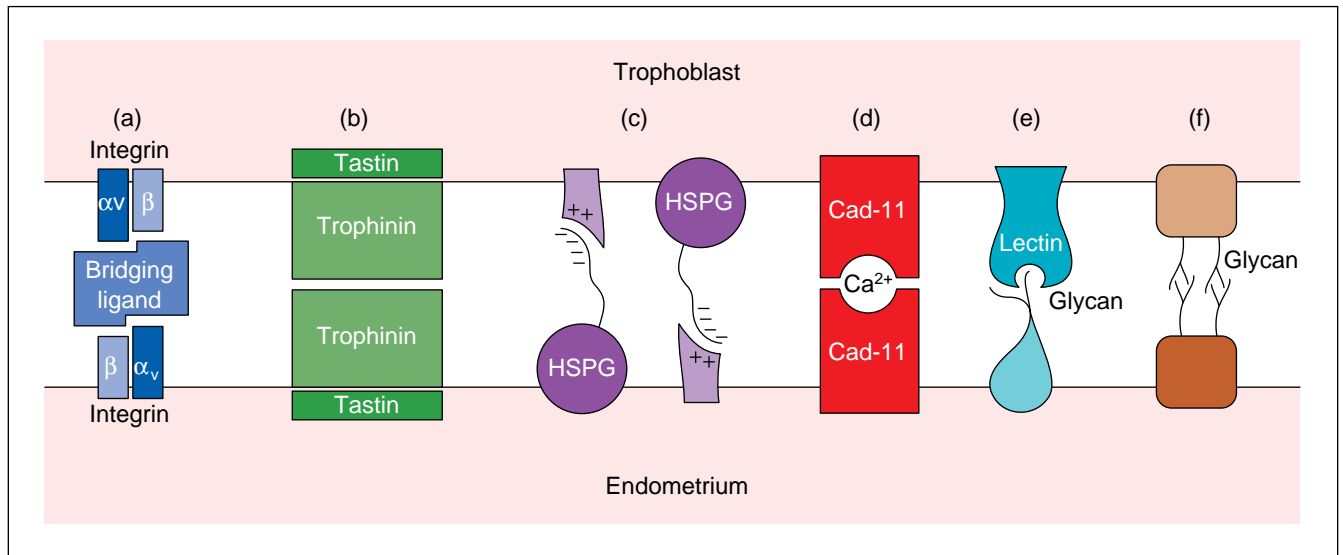 Trophoblast
(a) (b) (c) (d) (e) (f)
Integrin
αv β
Bridging
ligand
β αv
Integrin
Tastin
Trophinin
Trophinin
Tastin
++
− − − −
HSPG
HSPG
− − − −
++
Cad-11
Ca²⁺
Cad-11
Lectin
Glycan
Glycan
Endometrium